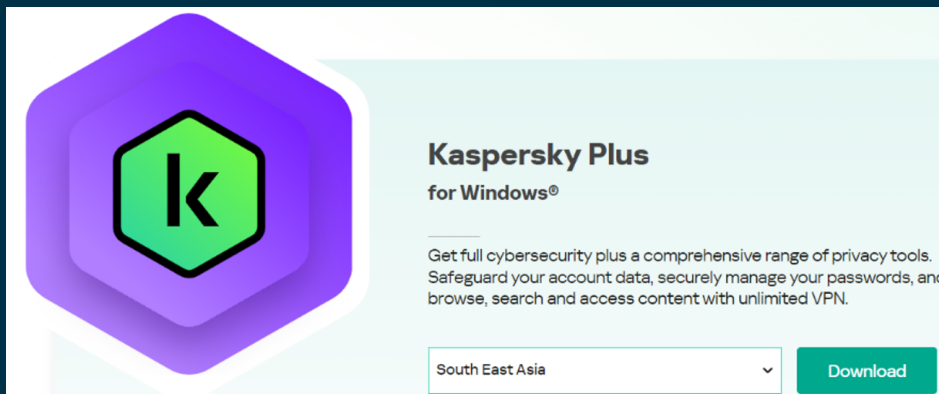 k
Kaspersky Plus
for Windows®
Get full cybersecurity plus a comprehensive range of privacy tools.
Safeguard your account data, securely manage your passwords, and
browse, search and access content with unlimited VPN.
South East Asia
Download